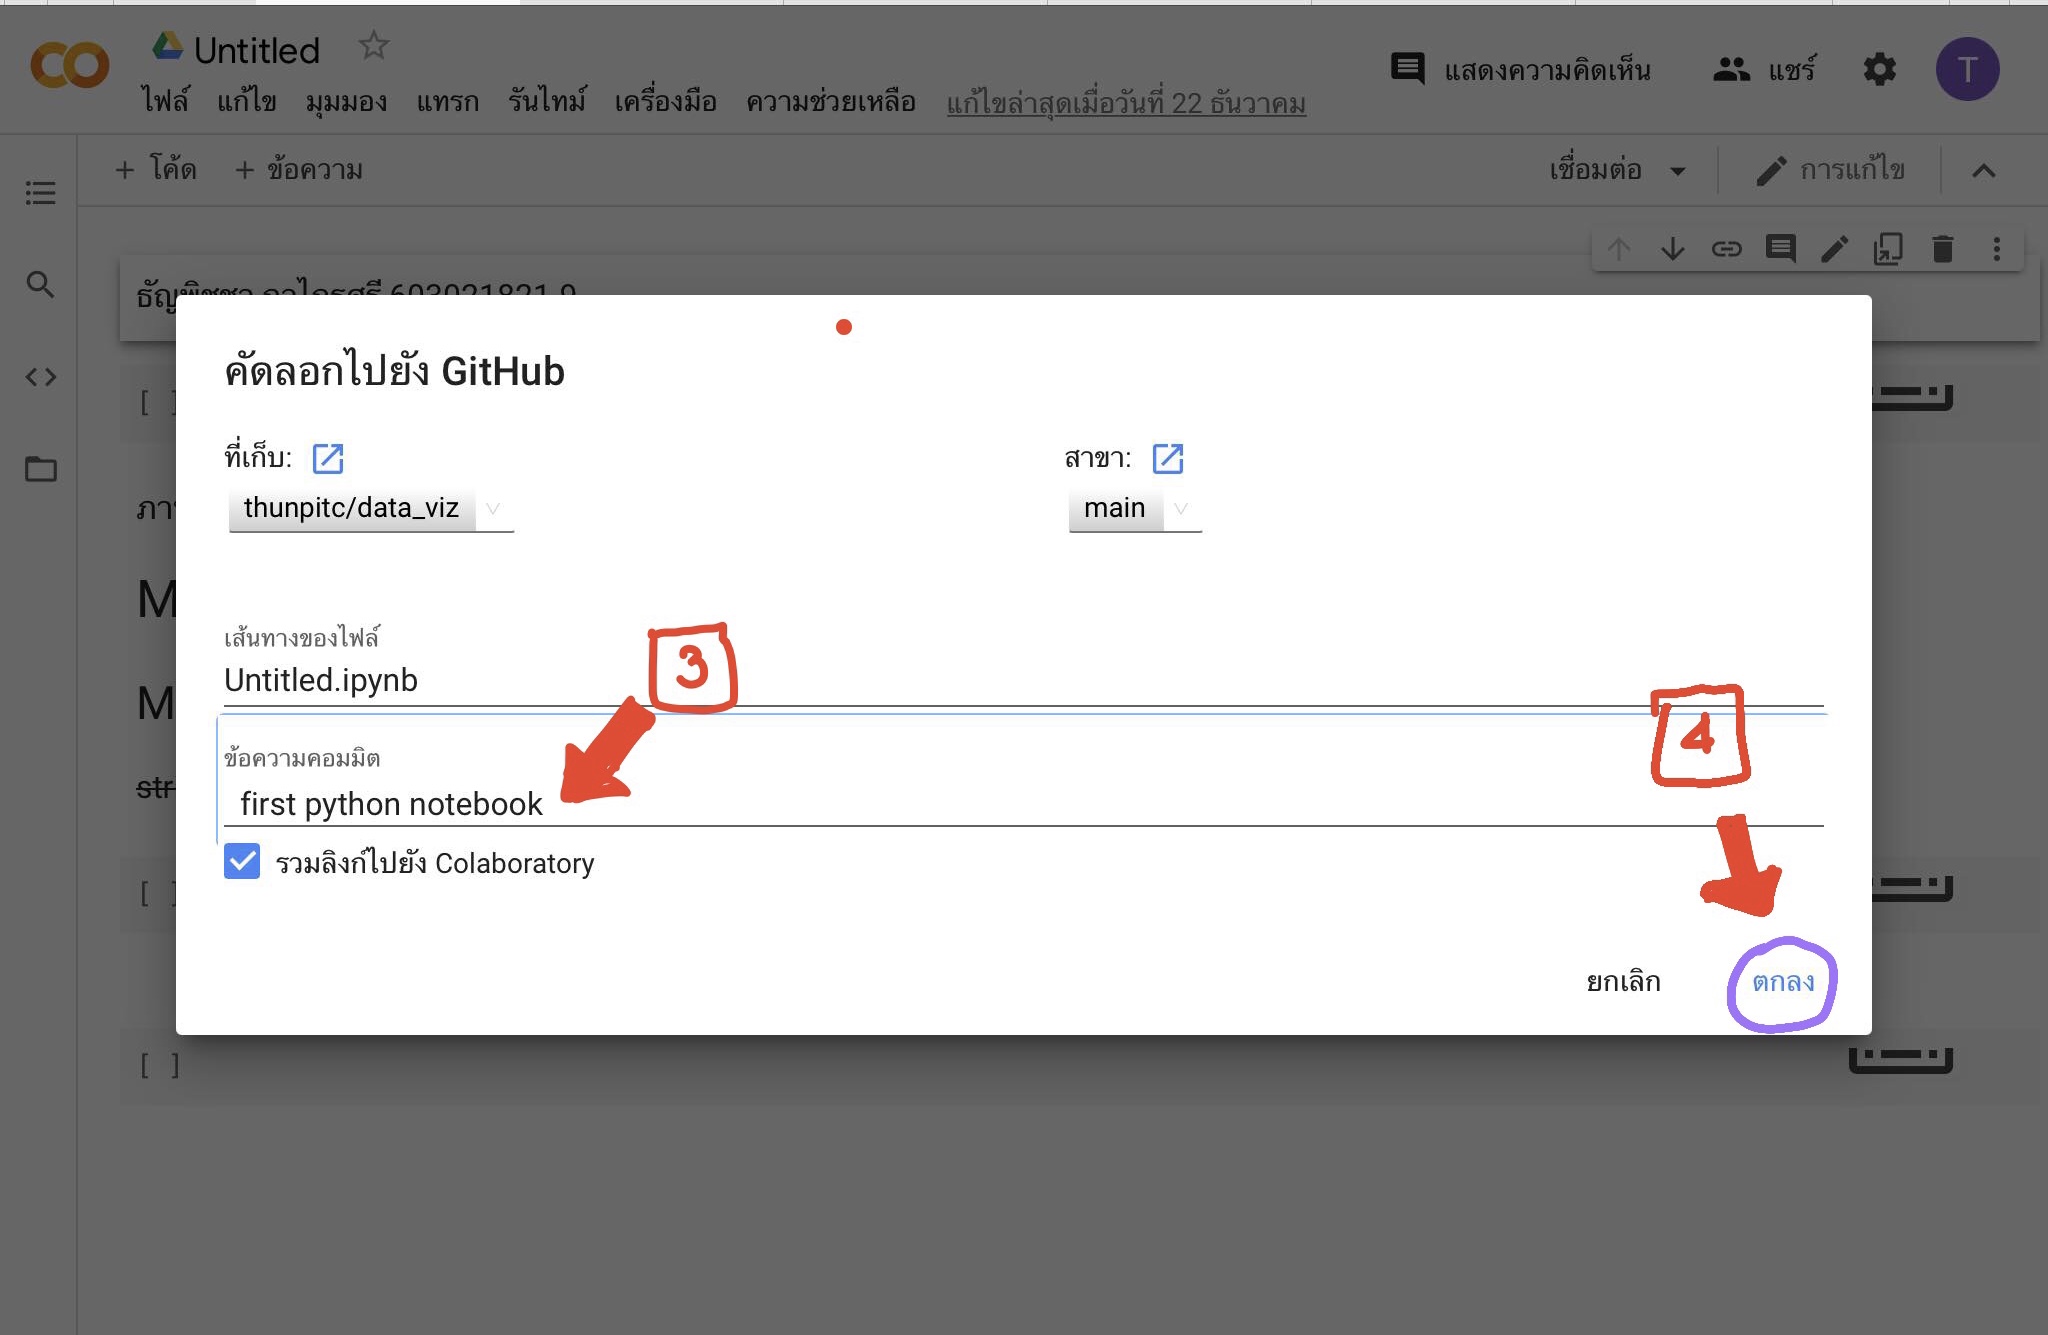 Untitled
ไฟล์ แก้ไข มุมมอง แทรก รันไทม์ เครื่องมือ ความช่วยเหลือ แก้ไขล่าสุดเมื่อวันที่ 22 ธันวาคม
แสดงความคิดเห็น แชร์ T
+ โค้ด + ข้อความ
เชื่อมต่อ การแก้ไข
คัดลอกไปยัง GitHub
ที่เก็บ: สาขา:
thunpitc/data_viz main
เส้นทางของไฟล์
Untitled.ipynb
3
4
ข้อความคอมมิต
first python notebook
รวมลิงก์ไปยัง Colaboratory
ยกเลิก ตกลง
[ ]